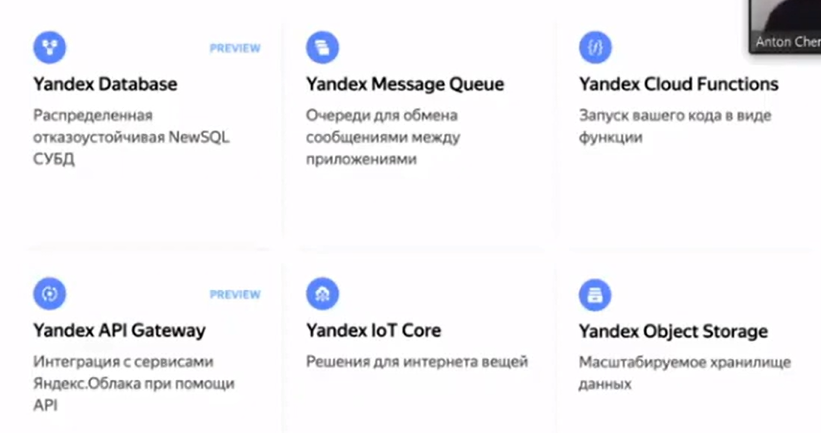 PREVIEW
Yandex Database
Распределенная
отказоустойчивая NewSQL
СУБД
Yandex Message Queue
Очереди для обмена
сообщениями между
приложениями
Yandex Cloud Functions
Запуск вашего кода в виде
функции
Anton Cher
PREVIEW
Yandex API Gateway
Интеграция с сервисами
Яндекс.Облака при помощи
API
Yandex IoT Core
Решения для интернета вещей
Yandex Object Storage
Масштабируемое хранилище
данных